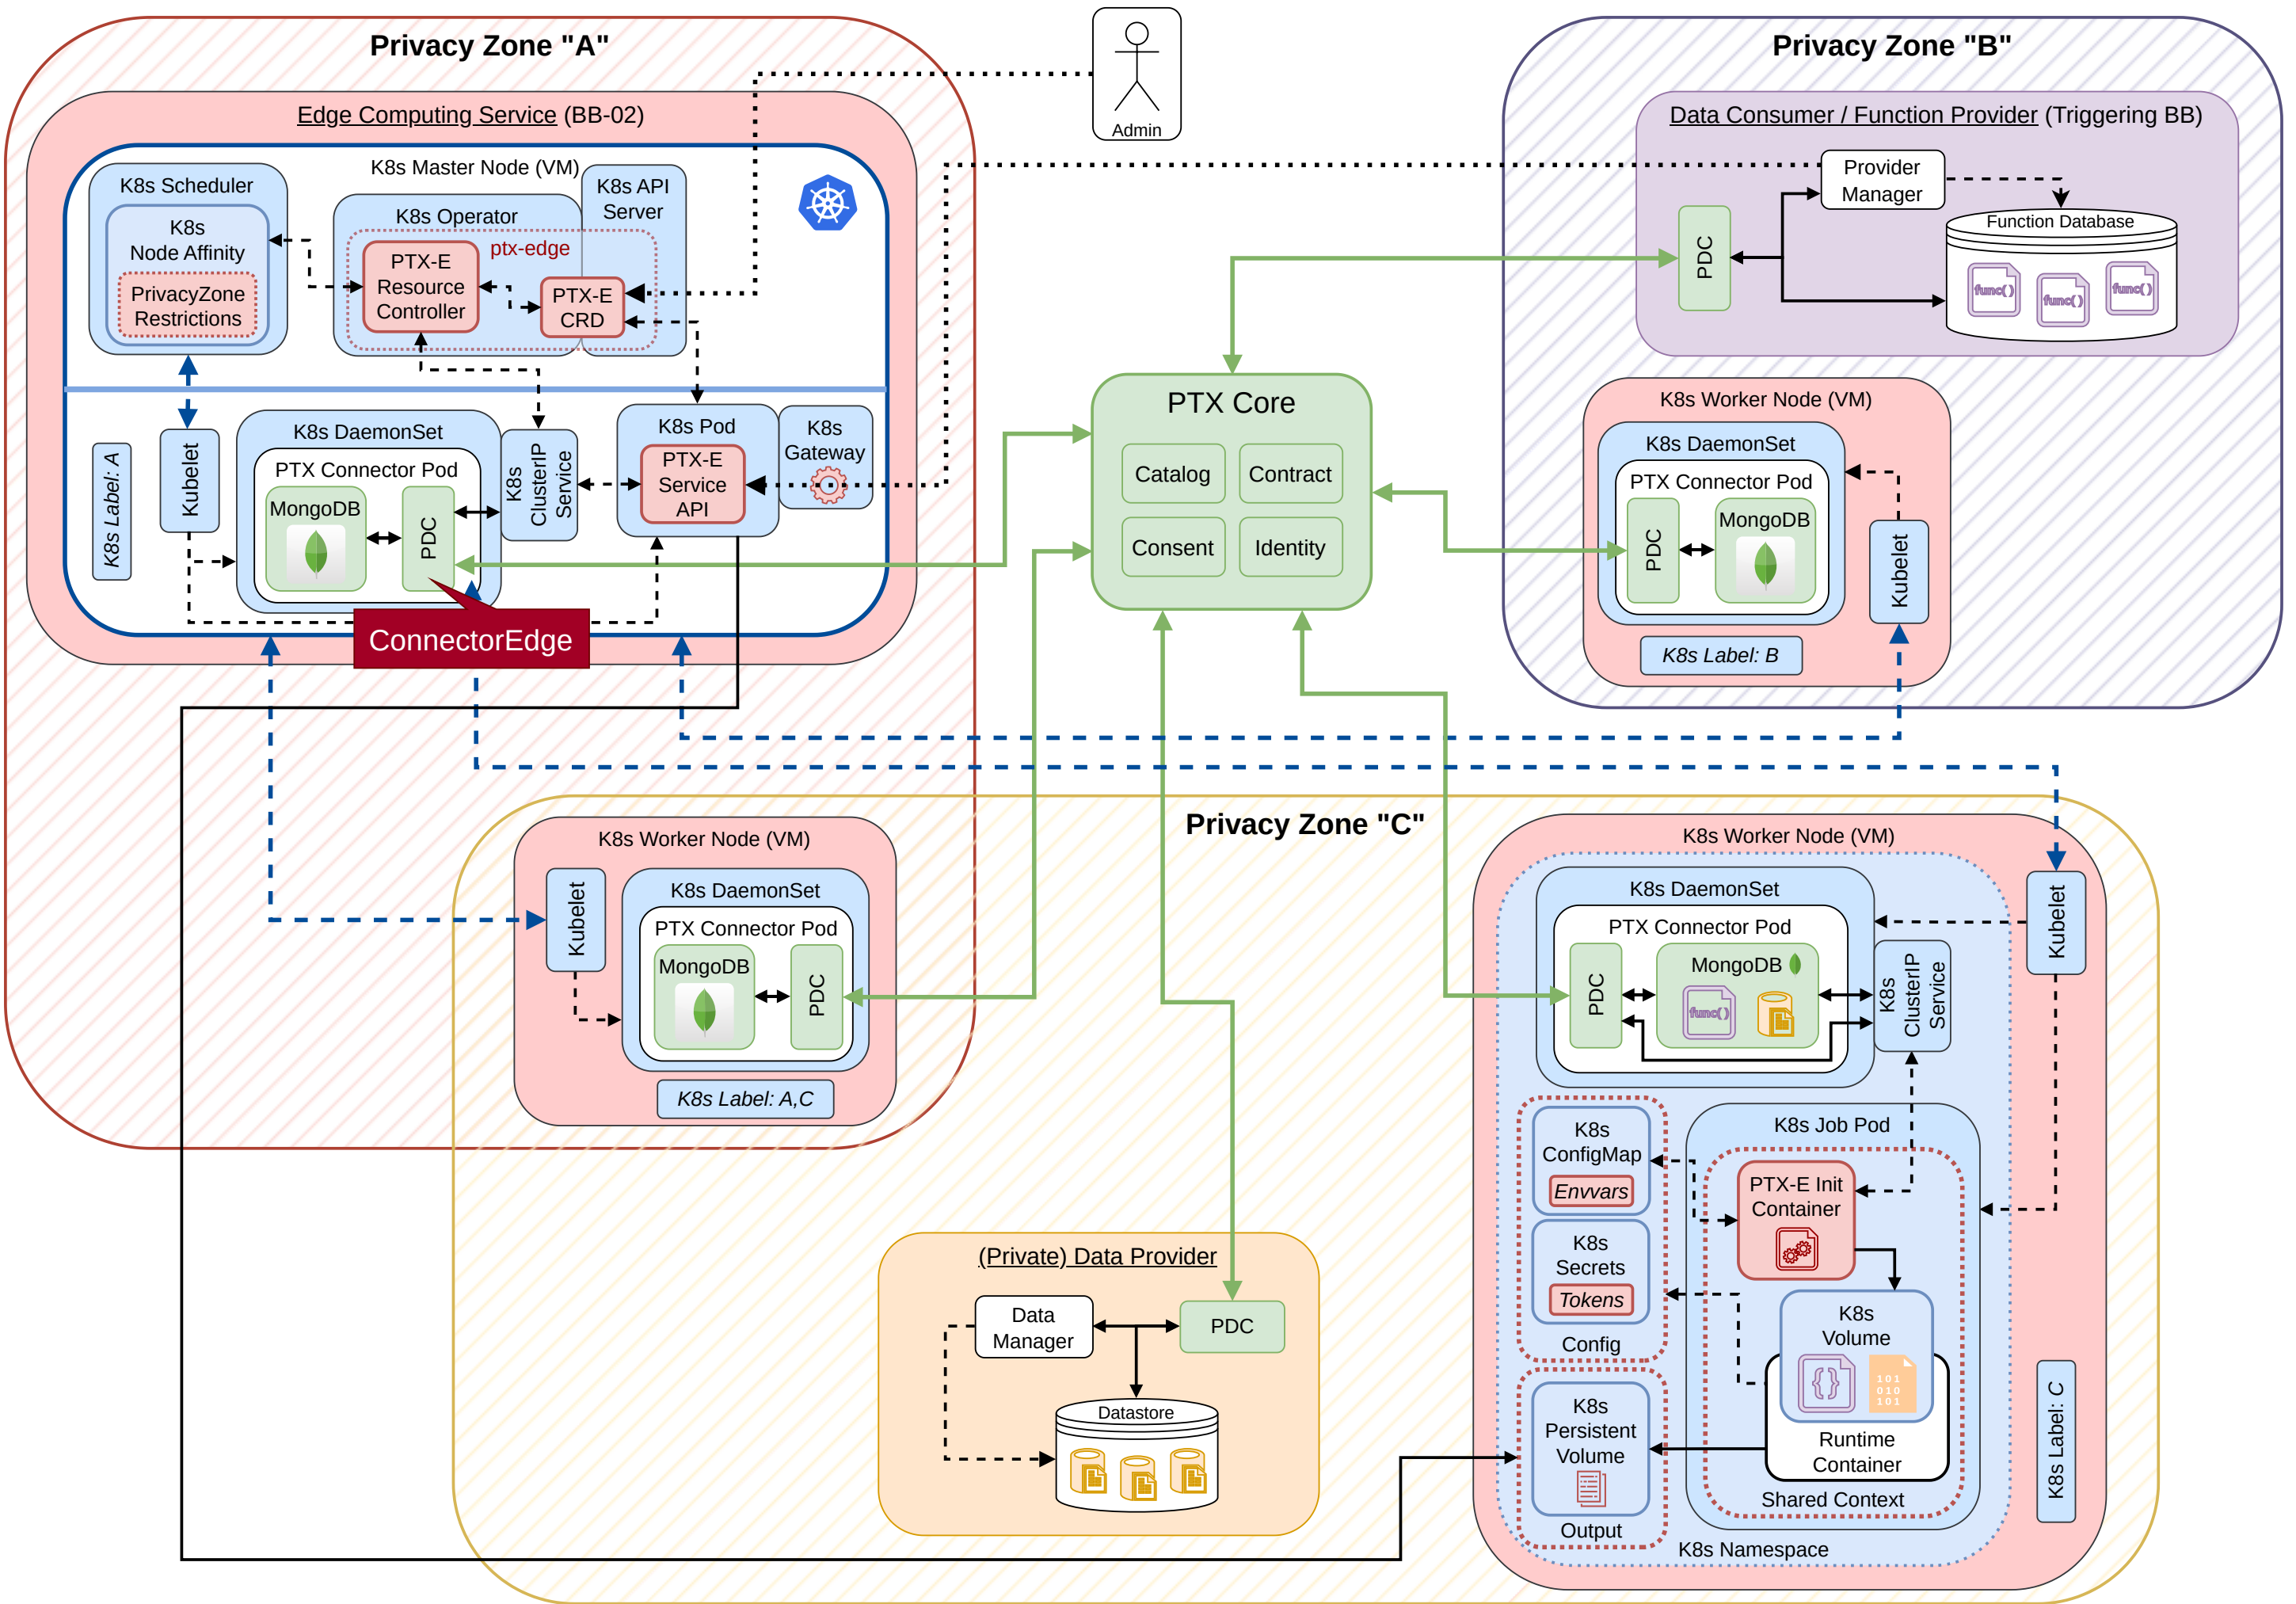 Privacy Zone "A"
Edge Computing Service (BB-02)
K8s Master Node (VM)
K8s Scheduler
K8s
Node Affinity
PrivacyZone
Restrictions
K8s Operator
ptx-edge
PTX-E
Resource
Controller
K8s API
Server
PTX-E
CRD
K8s Label: A
Kubelet
K8s DaemonSet
PTX Connector Pod
MongoDB
PDC
K8s
ClusterIP
Service
K8s Pod
PTX-E
Service
API
K8s
Gateway
ConnectorEdge
Admin
PTX Core
Catalog
Contract
Consent
Identity
Privacy Zone "B"
Data Consumer / Function Provider (Triggering BB)
Provider
Manager
PDC
Function Database
func()
func()
func()
K8s Worker Node (VM)
K8s DaemonSet
PTX Connector Pod
PDC
MongoDB
Kubelet
K8s Label: B
Privacy Zone "C"
K8s Worker Node (VM)
Kubelet
K8s DaemonSet
PTX Connector Pod
MongoDB
PDC
K8s Label: A,C
(Private) Data Provider
Data
Manager
PDC
Datastore
K8s Worker Node (VM)
K8s DaemonSet
PTX Connector Pod
PDC
MongoDB
func()
K8s
ClusterIP
Service
Kubelet
K8s
ConfigMap
Envvars
K8s
Secrets
Tokens
Config
K8s
Persistent
Volume
Output
K8s Job Pod
PTX-E Init
Container
K8s
Volume
{}
101
010
101
Runtime
Container
Shared Context
K8s Namespace
K8s Label: C